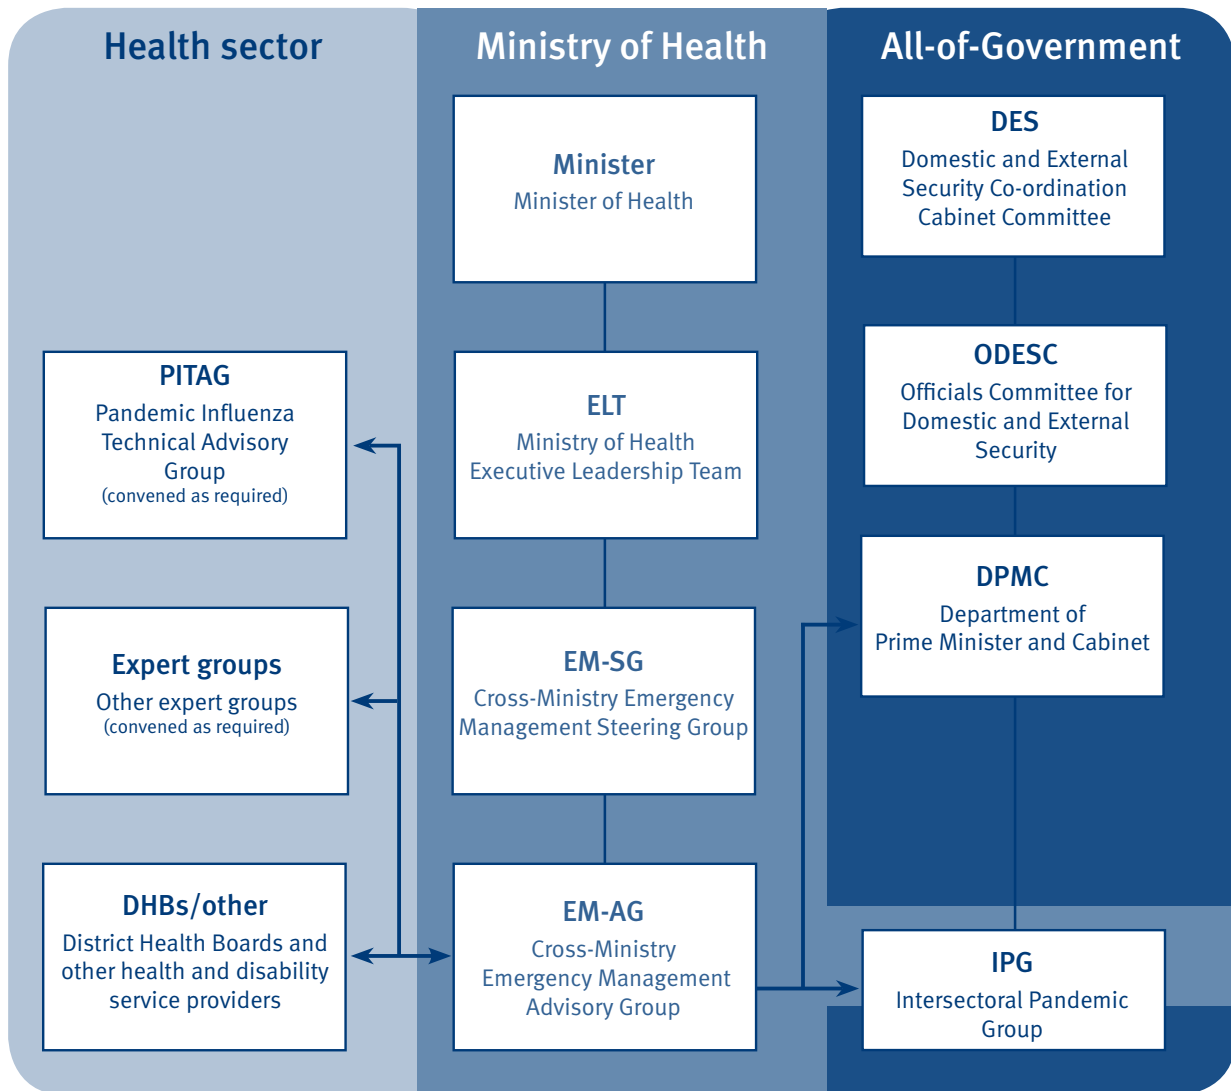 Health sector
Ministry of Health
All-of-Government
PITAG
Pandemic Influenza
Technical Advisory
Group
(convened as required)
Expert groups
Other expert groups
(convened as required)
DHBs/other
District Health Boards and
other health and disability
service providers
Minister
Minister of Health
ELT
Ministry of Health
Executive Leadership Team
EM-SG
Cross-Ministry Emergency
Management Steering Group
EM-AG
Cross-Ministry
Emergency Management
Advisory Group
DES
Domestic and External
Security Co-ordination
Cabinet Committee
ODESC
Officials Committee for
Domestic and External
Security
DPMC
Department of
Prime Minister and Cabinet
IPG
Intersectoral Pandemic
Group